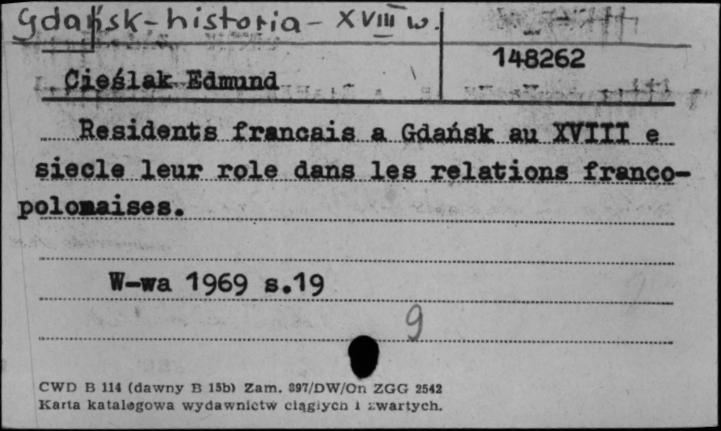 Gdańsk-historia - XVIII w.
148262
Cieślak Edmund
Residents francais a Gdańsk au XVIII e
siecle leur role dans les relations franco-
polonaises.
W-wa 1969 s.19
9
CWD B 114 (dawny B 15b) Zam. 897/DW/On ZGG 2542
Karta katalogowa wydawnictw ciągłych i zwartych.